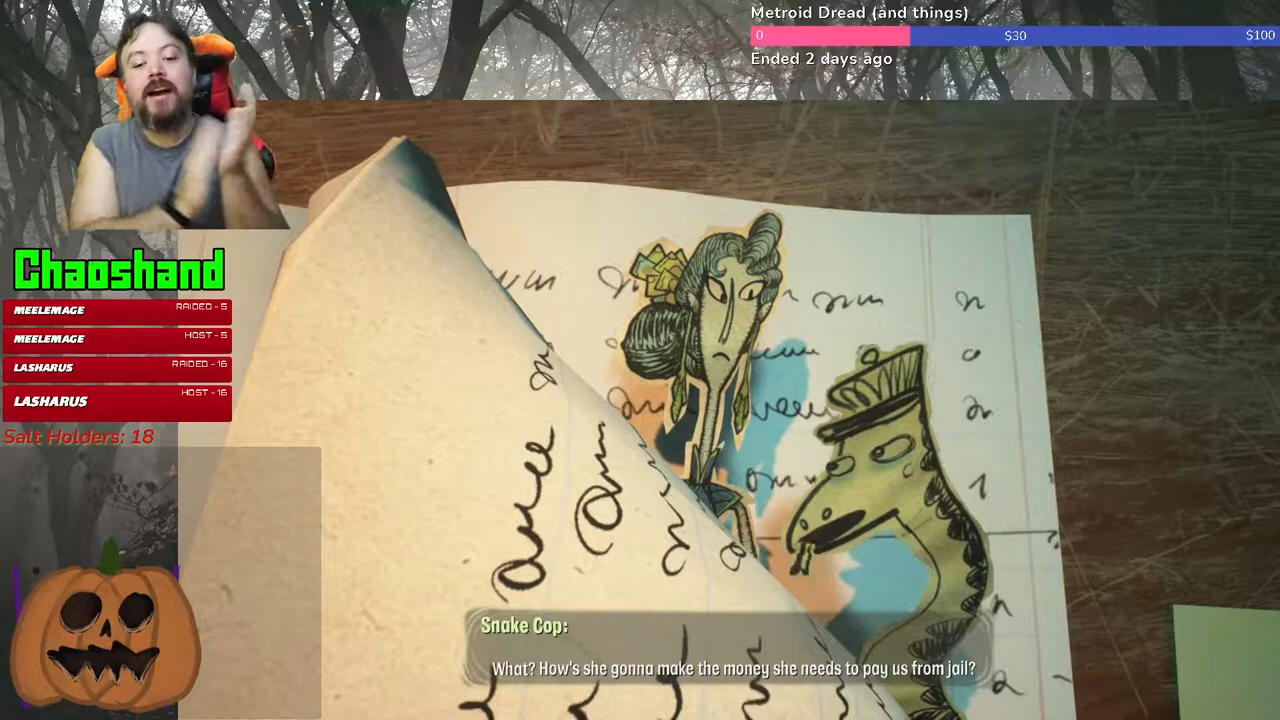 Metroid Dread (and things)
0 $30 $100
Ended 2 days ago
Chaoshand
MEELEMAGE RAIDED - 5
MEELEMAGE HOST - 5
LASHARUS RAIDED - 16
LASHARUS HOST - 16
Salt Holders: 18
Snake Cop:
What? How's she gonna make the money she needs to pay us from jail?